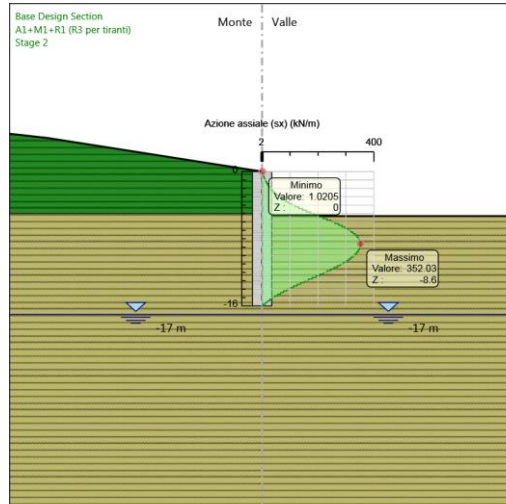 Base Design Section
A1+M1+R1 (R3 per tiranti)
Stage 2
Monte
Valle
Azione assiale (sx) (kN/m)
2
400
0
Minimo
Valore: 1.0205
Z : 0
Massimo
Valore: 352.03
Z : -8.6
-16
-17 m
-17 m